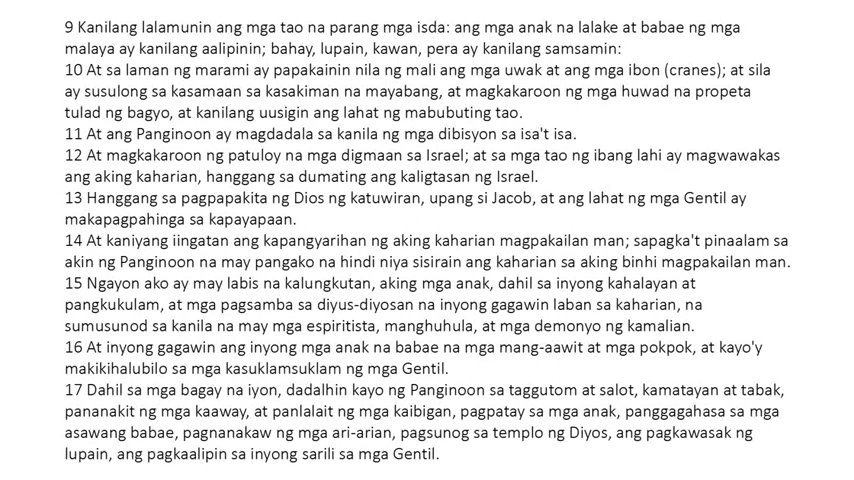 9 Kanilang lalamunin ang mga tao na parang mga isda: ang mga anak na lalake at babae ng mga
malaya ay kanilang aalipinin; bahay, lupain, kawan, pera ay kanilang samsamin:
10 At sa laman ng marami ay papakainin nila ng mali ang mga uwak at ang mga ibon (cranes); at sila
ay susulong sa kasamaan sa kasakiman na mayabang, at magkakaroon ng mga huwad na propeta
tulad ng bagyo, at kanilang uusigin ang lahat ng mabubuting tao.
11 At ang Panginoon ay magdadala sa kanila ng mga dibisyon sa isa't isa.
12 At magkakaroon ng patuloy na mga digmaan sa Israel; at sa mga tao ng ibang lahi ay magwawakas
ang aking kaharian, hanggang sa dumating ang kaligtasan ng Israel.
13 Hanggang sa pagpapakita ng Dios ng katuwiran, upang si Jacob, at ang lahat ng mga Gentil ay
makapagpahinga sa kapayapaan.
14 At kaniyang iingatan ang kapangyarihan ng aking kaharian magpakailan man; sapagka't pinaalam sa
akin ng Panginoon na may pangako na hindi niya sisirain ang kaharian sa aking binhi magpakailan man.
15 Ngayon ako ay may labis na kalungkutan, aking mga anak, dahil sa inyong kahalayan at
pangkukulam, at mga pagsamba sa diyus-diyosan na inyong gagawin laban sa kaharian, na
sumusunod sa kanila na may mga espiritista, manghuhula, at mga demonyo ng kamalian.
16 At inyong gagawin ang inyong mga anak na babae na mga mang-aawit at mga pokpok, at kayo'y
makikihalubilo sa mga kasuklamsuklam ng mga Gentil.
17 Dahil sa mga bagay na iyon, dadalhin kayo ng Panginoon sa taggutom at salot, kamatayan at tabak,
pananakit ng mga kaaway, at panlalait ng mga kaibigan, pagpatay sa mga anak, panggagahasa sa mga
asawang babae, pagnanakaw ng mga ari-arian, pagsunog sa templo ng Diyos, ang pagkawasak ng
lupain, ang pagkaalipin sa inyong sarili sa mga Gentil.